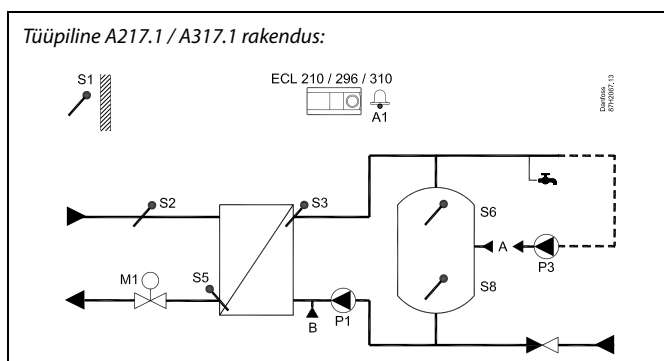 Tüüpiline A217.1 / A317.1 rakendus:
S1
ECL 210 / 296 / 310
A1
Danfoss
87H2067.13
S2
S3
S6
A
P3
S8
M1
S5
B
P1